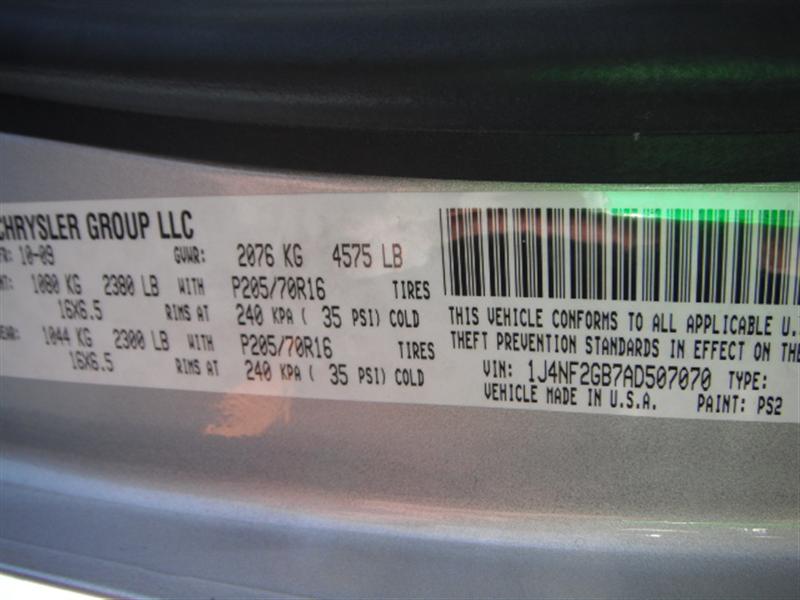 CHRYSLER GROUP LLC
FR: 10-09 GVWR: 2076 KG 4575 LB
NT: 1080 KG 2380 LB WITH P205/70R16 TIRES
16X6.5 RIMS AT 240 KPA ( 35 PSI) COLD
EAR: 1044 KG 2300 LB WITH P205/70R16 TIRES
16X6.5 RIMS AT 240 KPA ( 35 PSI) COLD
THIS VEHICLE CONFORMS TO ALL APPLICABLE U.
THEFT PREVENTION STANDARDS IN EFFECT ON THE
VIN: 1J4NF2GB7AD507070 TYPE:
VEHICLE MADE IN U.S.A. PAINT: PS2